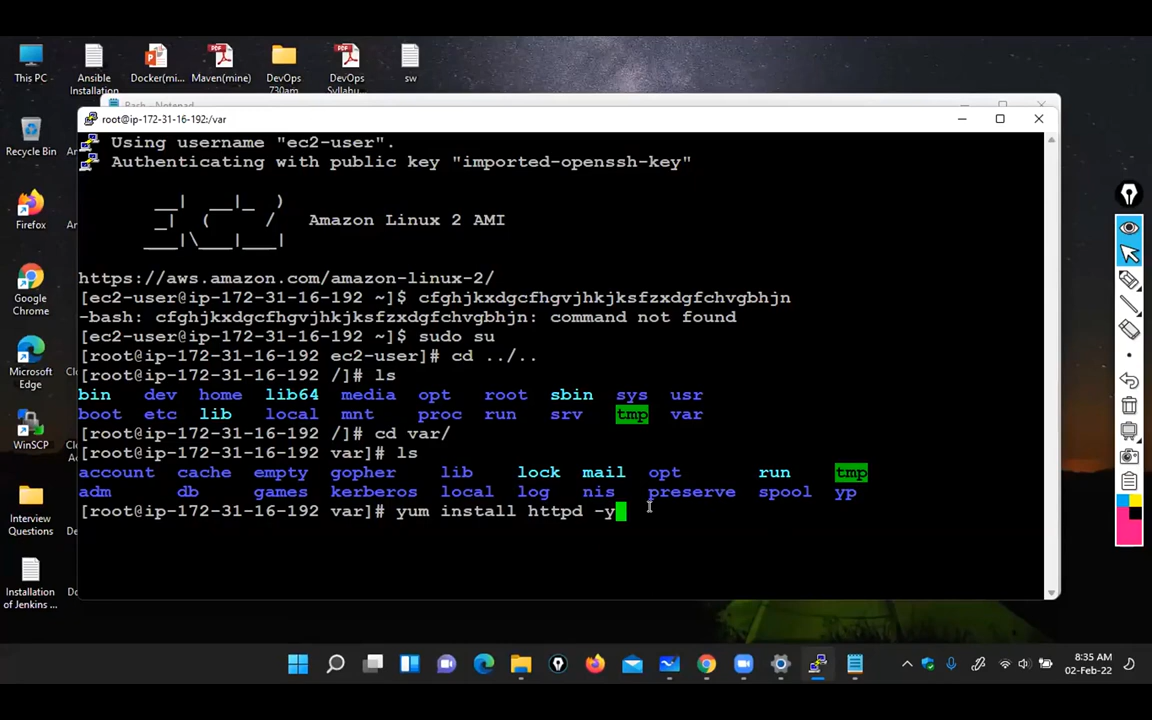 This PC
Ansible Installation
Docker(mi...
Maven(mine)
DevOps 730am
DevOps Syllabu...
sw
Recycle Bin
Firefox
Google Chrome
Microsoft Edge
WinSCP
Interview Questions
Installation of Jenkins ...
root@ip-172-31-16-192:/var
Using username "ec2-user".
Authenticating with public key "imported-openssh-key"
__|  __|_  )
_|  (     /   Amazon Linux 2 AMI
___|\___|___|
https://aws.amazon.com/amazon-linux-2/
[ec2-user@ip-172-31-16-192 ~]$ cfghjkxdgcfhgvjhkjksfzxdgfchvgbhjn
-bash: cfghjkxdgcfhgvjhkjksfzxdgfchvgbhjn: command not found
[ec2-user@ip-172-31-16-192 ~]$ sudo su
[root@ip-172-31-16-192 ec2-user]# cd ../..
[root@ip-172-31-16-192 /]# ls
bin dev home lib64 media opt root sbin sys usr
boot etc lib local mnt proc run srv tmp var
[root@ip-172-31-16-192 /]# cd var/
[root@ip-172-31-16-192 var]# ls
account cache empty gopher lib lock mail opt run tmp
adm db games kerberos local log nis preserve spool yp
[root@ip-172-31-16-192 var]# yum install httpd -y
8:35 AM
02-Feb-22